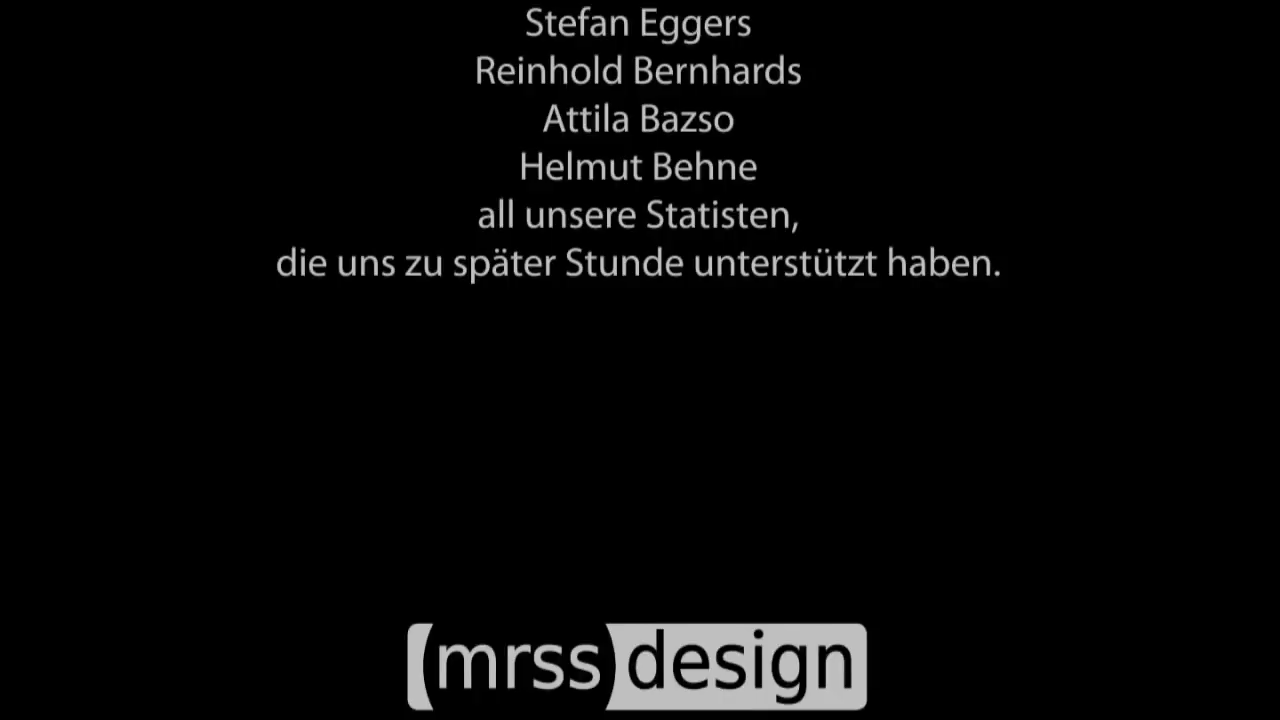 Stefan Eggers
Reinhold Bernhards
Attila Bazso
Helmut Behne
all unsere Statisten,
die uns zu später Stunde unterstützt haben.
(mrss)design